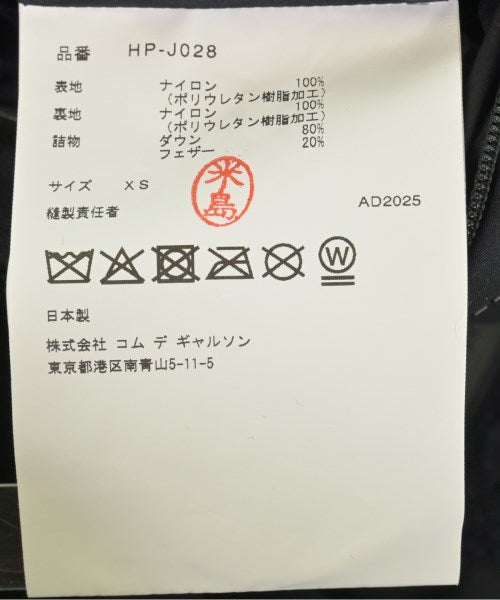 品番 HP-J028
表地 ナイロン 100%
(ポリウレタン樹脂加工)
裏地 ナイロン 100%
(ポリウレタン樹脂加工)
詰物 ダウン 80%
フェザー 20%
サイズ XS
米島
縫製責任者
AD2025
W
日本製
株式会社 コム デ ギャルソン
東京都港区南青山5-11-5